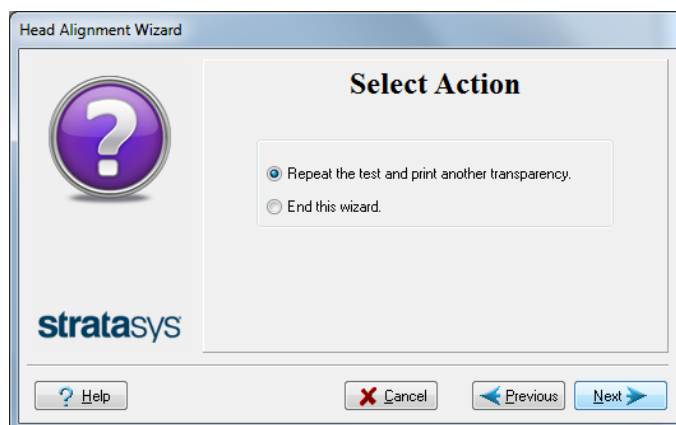 Head Alignment Wizard
Select Action
Repeat the test and print another transparency.
End this wizard.
stratasys
? Help
Cancel
Previous
Next